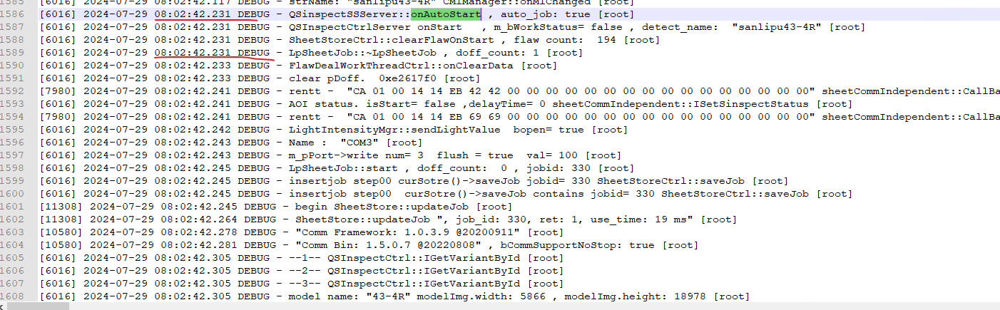 1585 [6016] 2024-07-29 08:02:42.117 DEBUG - strName: "sanlipu43-4R" CMlManager::onMlChanged [root]
1586 [6016] 2024-07-29 08:02:42.231 DEBUG - QSinspectSSServer::onAutoStart , auto_job: true [root]
1587 [6016] 2024-07-29 08:02:42.231 DEBUG - QSInspectCtrlServer onStart   , m_bWorkStatus= false , detect_name:  "sanlipu43-4R" [root]
1588 [6016] 2024-07-29 08:02:42.231 DEBUG - SheetStoreCtrl::clearFlawOnStart , flaw count:  194 [root]
1589 [6016] 2024-07-29 08:02:42.231 DEBUG - LpSheetJob::~LpSheetJob , doff_count: 1 [root]
1590 [6016] 2024-07-29 08:02:42.233 DEBUG - FlawDealWorkThreadCtrl::onClearData [root]
1591 [6016] 2024-07-29 08:02:42.233 DEBUG - clear pDoff.  0xe2617f0 [root]
1592 [7980] 2024-07-29 08:02:42.241 DEBUG - rentt -  "CA 01 00 14 14 EB 42 42 00 00 00 00 00 00 00 00 00 00 00 00 00 00 00 00" sheetCommIndependent::CallBa
1593 [6016] 2024-07-29 08:02:42.241 DEBUG - AOI status. isStart= false ,delayTime= 0 sheetCommIndependent::ISetSinspectStatus [root]
1594 [7980] 2024-07-29 08:02:42.241 DEBUG - rentt -  "CA 01 00 14 14 EB 69 69 00 00 00 00 00 00 00 00 00 00 00 00 00 00 00 00" sheetCommIndependent::CallBa
1595 [6016] 2024-07-29 08:02:42.242 DEBUG - LightIntensityMgr::sendLightValue  bopen= true [root]
1596 [6016] 2024-07-29 08:02:42.243 DEBUG - Name :  "COM3" [root]
1597 [6016] 2024-07-29 08:02:42.243 DEBUG - m_pPort->write num= 3  flush = true  val= 100 [root]
1598 [6016] 2024-07-29 08:02:42.245 DEBUG - LpSheetJob::start , doff_count:  0 , jobid: 330 [root]
1599 [6016] 2024-07-29 08:02:42.245 DEBUG - insertjob step00 curSotre()->saveJob jobid= 330 SheetStoreCtrl::saveJob [root]
1600 [6016] 2024-07-29 08:02:42.245 DEBUG - insertjob step00  curSotre()->saveJob contains jobid= 330 SheetStoreCtrl::saveJob [root]
1601 [11308] 2024-07-29 08:02:42.245 DEBUG - begin SheetStore::updateJob [root]
1602 [11308] 2024-07-29 08:02:42.264 DEBUG - SheetStore::updateJob ", job_id: 330, ret: 1, use_time: 19 ms" [root]
1603 [10580] 2024-07-29 08:02:42.278 DEBUG - "Comm Framework: 1.0.3.9 @20200911" [root]
1604 [10580] 2024-07-29 08:02:42.281 DEBUG - "Comm Bin: 1.5.0.7 @20220808" , bCommSupportNoStop: true [root]
1605 [6016] 2024-07-29 08:02:42.305 DEBUG - --1-- QSInspectCtrl::IGetVariantById [root]
1606 [6016] 2024-07-29 08:02:42.305 DEBUG - --2-- QSInspectCtrl::IGetVariantById [root]
1607 [6016] 2024-07-29 08:02:42.305 DEBUG - --3-- QSInspectCtrl::IGetVariantById [root]
1608 [6016] 2024-07-29 08:02:42.305 DEBUG - model name: "43-4R" modelImg.width: 5866 , modelImg.height: 18978 [root]